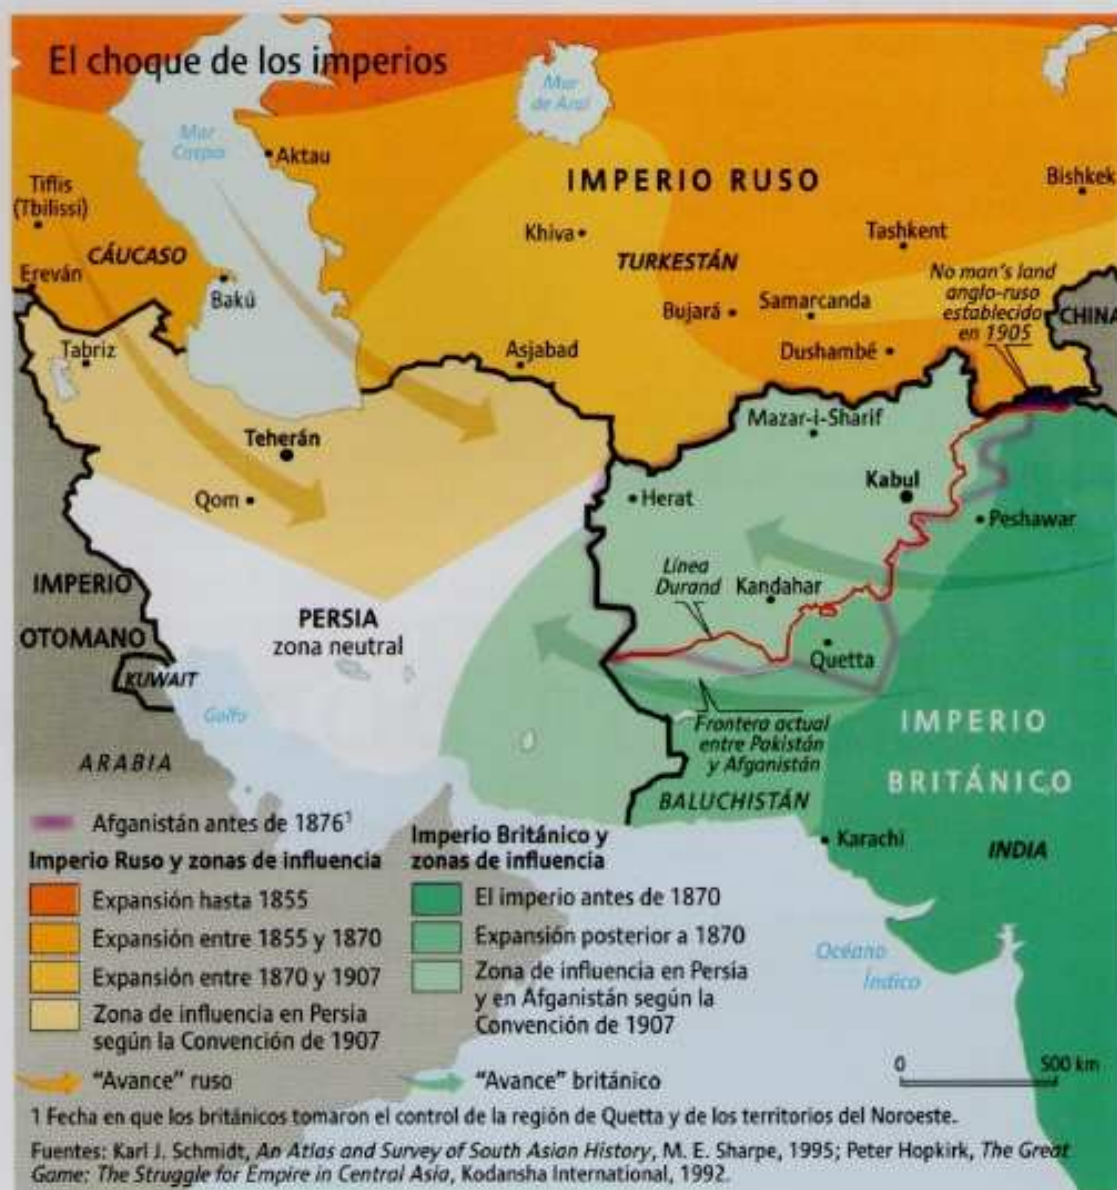 El choque de los imperios
Mar
Caspio
Mar
de Aral
Aktau
IMPERIO RUSO
Bishkek
Tiflis
(Tbilissi)
Khiva
Tashkent
CÁUCASO
TURKESTÁN
No man's land
anglo-ruso
establecido
en 1905
Ereván
Bakú
Bujará
Samarcanda
CHINA
Tabriz
Asjabad
Dushambé
Teherán
Mazar-i-Sharif
Qom
Herat
Kabul
Peshawar
IMPERIO
OTOMANO
Línea
Durand
Kandahar
PERSIA
zona neutral
Quetta
KUWAIT
Golfo
Frontera actual
entre Pakistán
y Afganistán
IMPERIO
BRITÁNICO
ARABIA
BALUCHISTÁN
Karachi
INDIA
Afganistán antes de 1876¹
Imperio Ruso y zonas de influencia
Expansión hasta 1855
Expansión entre 1855 y 1870
Expansión entre 1870 y 1907
Zona de influencia en Persia
según la Convención de 1907
"Avance" ruso
Imperio Británico y
zonas de influencia
El imperio antes de 1870
Expansión posterior a 1870
Zona de influencia en Persia
y en Afganistán según la
Convención de 1907
"Avance" británico
Océano
Índico
0 500 km
1 Fecha en que los británicos tomaron el control de la región de Quetta y de los territorios del Noroeste.
Fuentes: Karl J. Schmidt, An Atlas and Survey of South Asian History, M. E. Sharpe, 1995; Peter Hopkirk, The Great
Game: The Struggle for Empire in Central Asia, Kodansha International, 1992.